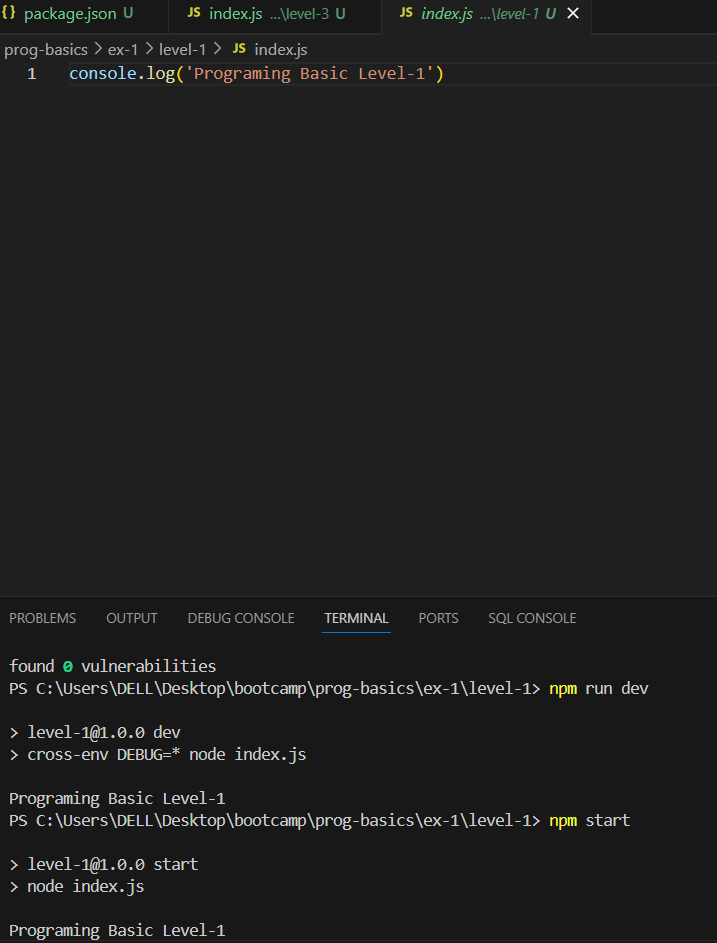 {} package.json U JS index.js ...\level-3 U JS index.js ...\level-1 U ×
prog-basics > ex-1 > level-1 > JS index.js
1 console.log('Programing Basic Level-1')
PROBLEMS OUTPUT DEBUG CONSOLE TERMINAL PORTS SQL CONSOLE
found 0 vulnerabilities
PS C:\Users\DELL\Desktop\bootcamp\prog-basics\ex-1\level-1> npm run dev
> level-1@1.0.0 dev
> cross-env DEBUG=* node index.js
Programing Basic Level-1
PS C:\Users\DELL\Desktop\bootcamp\prog-basics\ex-1\level-1> npm start
> level-1@1.0.0 start
> node index.js
Programing Basic Level-1